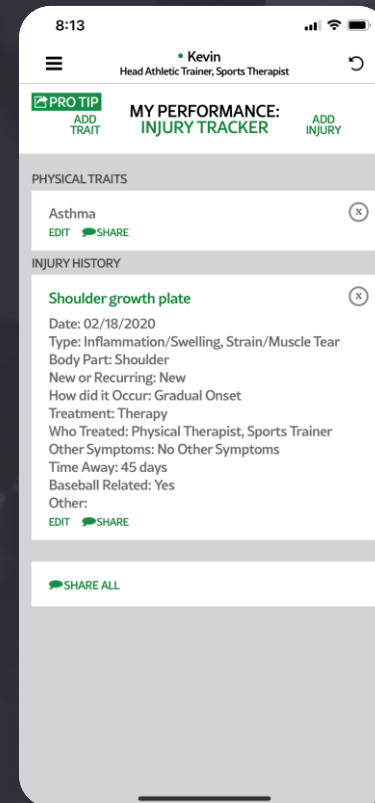 8:13
• Kevin
Head Athletic Trainer, Sports Therapist
PRO TIP
ADD
TRAIT
MY PERFORMANCE:
INJURY TRACKER
ADD
INJURY
PHYSICAL TRAITS
Asthma
x
EDIT SHARE
INJURY HISTORY
Shoulder growth plate
x
Date: 02/18/2020
Type: Inflammation/Swelling, Strain/Muscle Tear
Body Part: Shoulder
New or Recurring: New
How did it Occur: Gradual Onset
Treatment: Therapy
Who Treated: Physical Therapist, Sports Trainer
Other Symptoms: No Other Symptoms
Time Away: 45 days
Baseball Related: Yes
Other:
EDIT SHARE
SHARE ALL